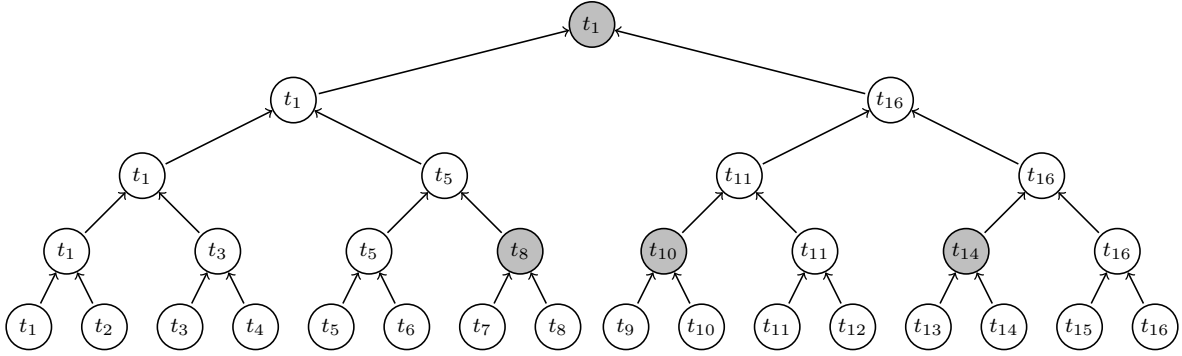 t₁
t₁ t₁₆
t₁ t₅ t₁₁ t₁₆
t₁ t₃ t₅ t₈ t₁₀ t₁₁ t₁₄ t₁₆
t₁ t₂ t₃ t₄ t₅ t₆ t₇ t₈ t₉ t₁₀ t₁₁ t₁₂ t₁₃ t₁₄ t₁₅ t₁₆